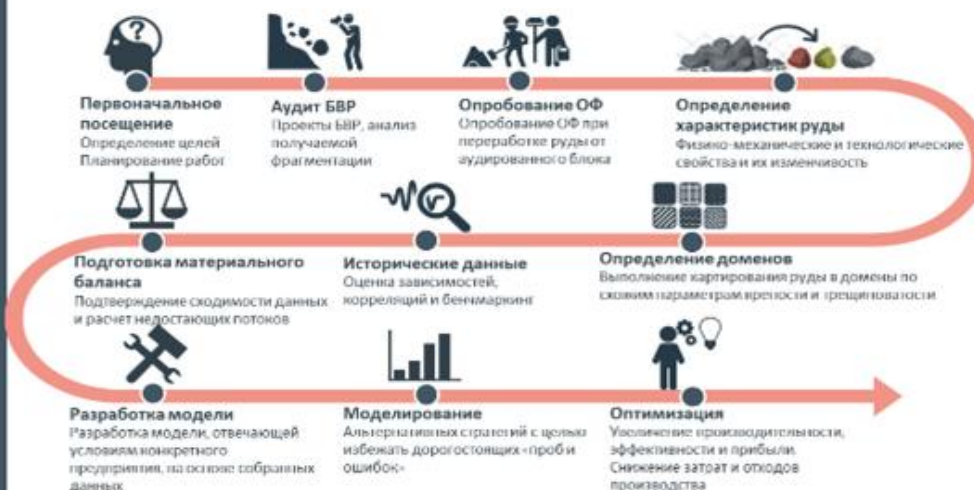 Первоначальное
посещение
Определение целей
Планирование работ
Аудит БВР
Проекты БВР, анализ
получаемой
фрагментации
Опробование ОФ
Опробование ОФ при
переработке руды от
аудированного блока
Определение
характеристик руды
Физико-механические и технологические
свойства и их изменчивость
Определение доменов
Выполнение картирования руды в домены по
схожим параметрам крепости и трещиноватости
Исторические данные
Оценка зависимостей,
корреляций и бенчмаркинг
Подготовка материального
баланса
Подтверждение сходимости данных
и расчет недостающих потоков
Разработка модели
Разработка модели, отвечающей
условиям конкретного
предприятия, на основе собранных
данных
Моделирование
Альтернативных стратегий с целью
избежать дорогостоящих «проб и
ошибок»
Оптимизация
Увеличение производительности,
эффективности и прибыли
Снижение затрат и отходов
производства